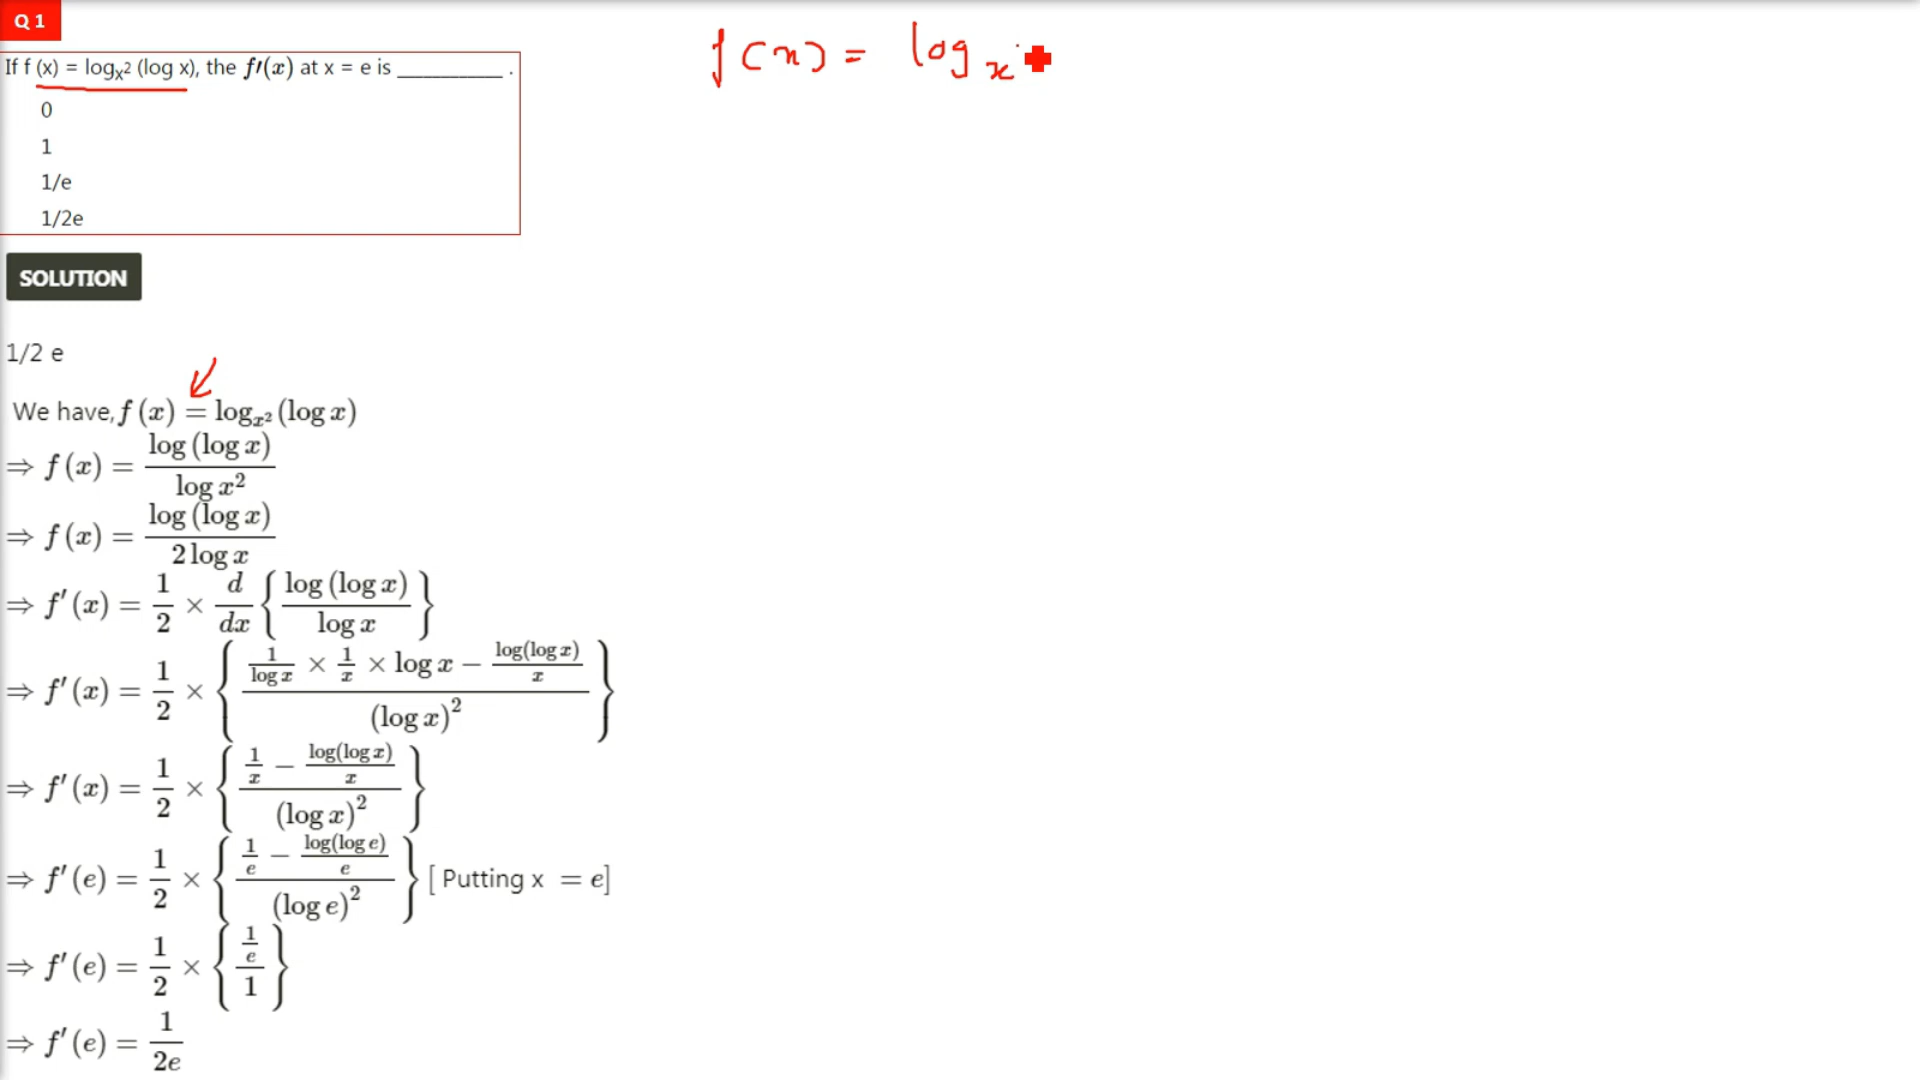 Q 1
If f (x) = logₓ² (log x), the f′(x) at x = e is __________ .
0
1
1/e
1/2e
SOLUTION
1/2 e
We have, f (x) = logₓ² (log x)
⇒ f (x) = log (log x) / log x²
⇒ f (x) = log (log x) / 2 log x
⇒ f′ (x) = 1/2 × d/dx { log (log x) / log x }
⇒ f′ (x) = 1/2 × { (1/log x × 1/x × log x − log(log x)/x) / (log x)² }
⇒ f′ (x) = 1/2 × { (1/x − log(log x)/x) / (log x)² }
⇒ f′ (e) = 1/2 × { (1/e − log(log e)/e) / (log e)² } [ Putting x = e]
⇒ f′ (e) = 1/2 × { (1/e) / 1 }
⇒ f′ (e) = 1/2e
f(x) = log x